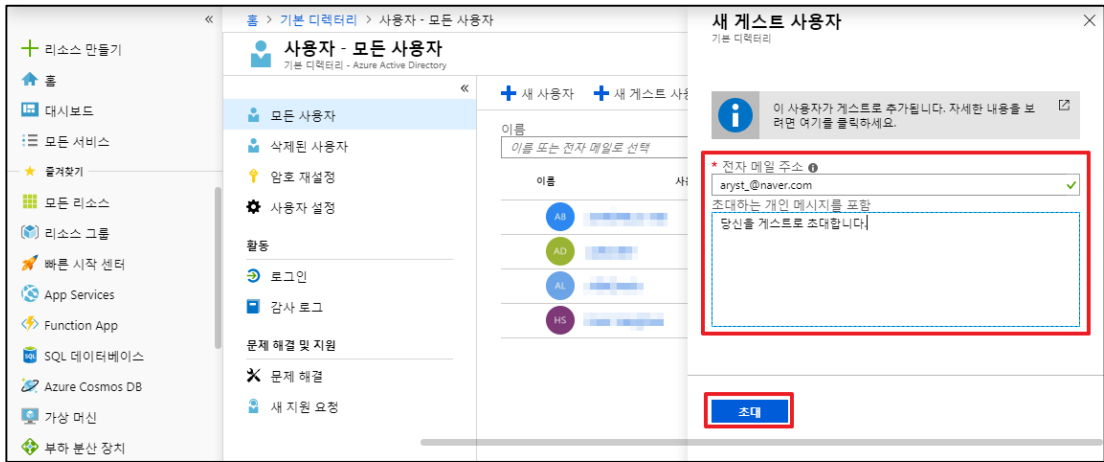 «
리소스 만들기
홈
대시보드
모든 서비스
즐겨찾기
모든 리소스
리소스 그룹
빠른 시작 센터
App Services
Function App
SQL 데이터베이스
Azure Cosmos DB
가상 머신
부하 분산 장치
홈 > 기본 디렉터리 > 사용자 - 모든 사용자
사용자 - 모든 사용자
기본 디렉터리 - Azure Active Directory
«
모든 사용자
삭제된 사용자
암호 재설정
사용자 설정
활동
로그인
감사 로그
문제 해결 및 지원
문제 해결
새 지원 요청
새 사용자 새 게스트 사용
이름
이름 또는 전자 메일로 선택
이름
AB
AD
AL
HS
새 게스트 사용자
기본 디렉터리
이 사용자가 게스트로 추가됩니다. 자세한 내용을 보
려면 여기를 클릭하세요.
* 전자 메일 주소
aryst_@naver.com
초대하는 개인 메시지를 포함
당신을 게스트로 초대합니다.
초대